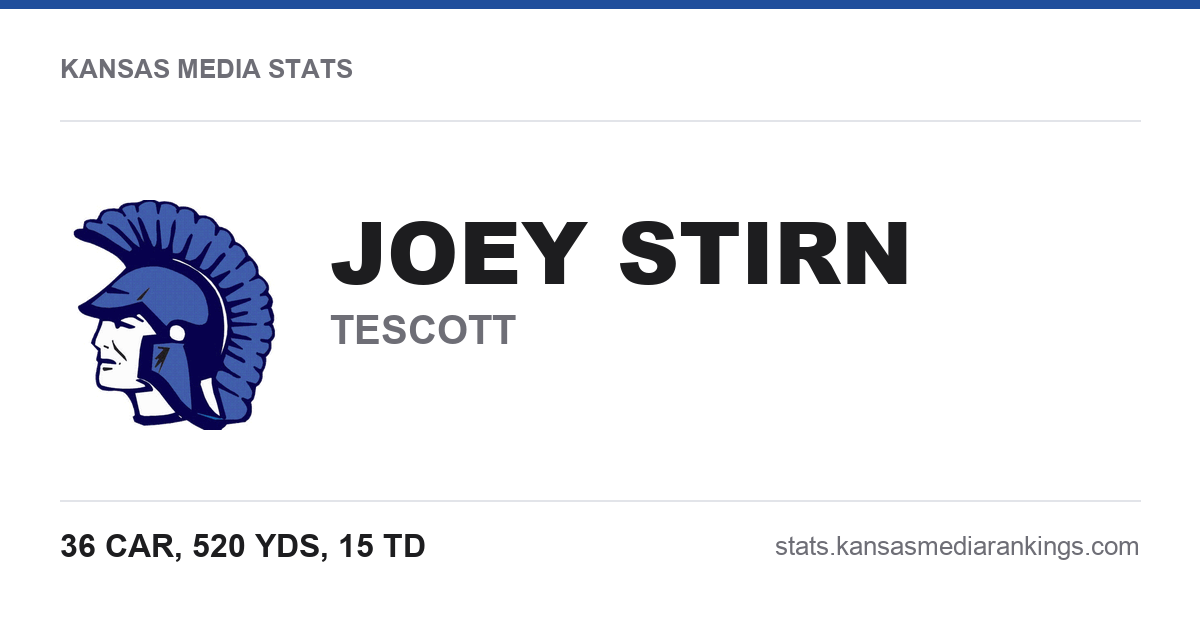 KANSAS MEDIA STATS
JOEY STIRN
TESCOTT
36 CAR, 520 YDS, 15 TD
stats.kansasmediarankings.com